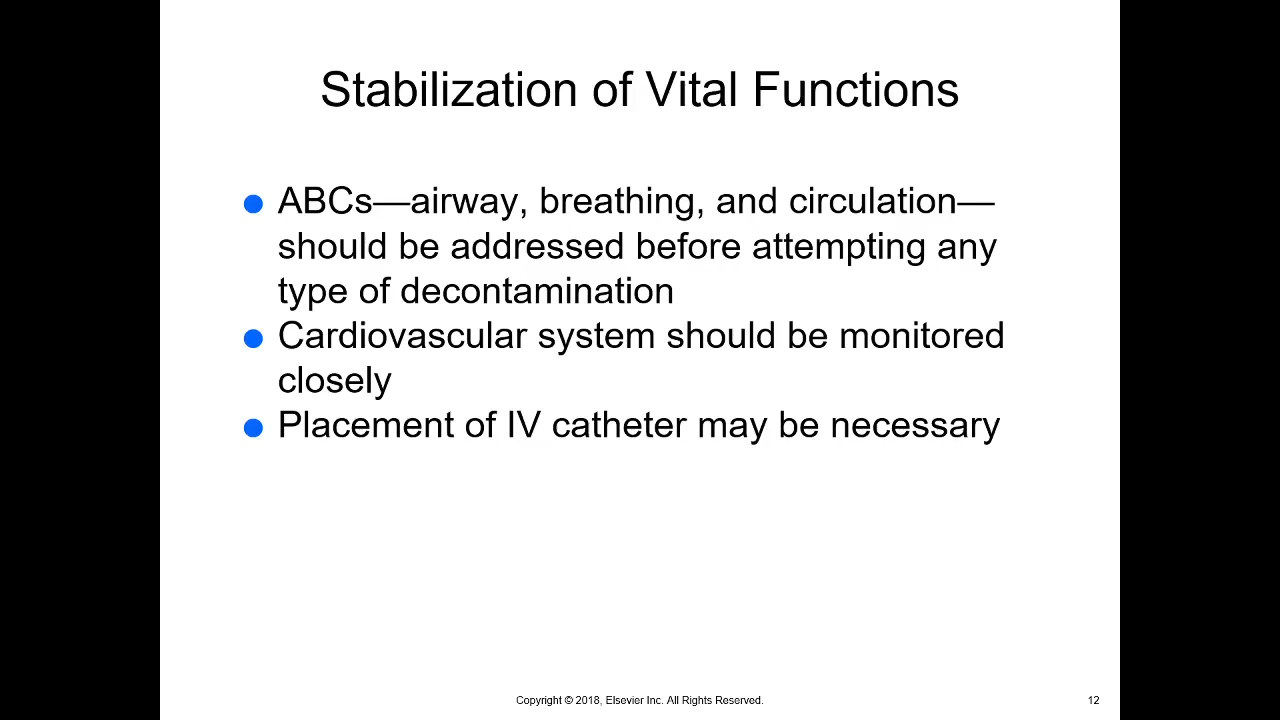 Stabilization of Vital Functions
● ABCs—airway, breathing, and circulation—
should be addressed before attempting any
type of decontamination
● Cardiovascular system should be monitored
closely
● Placement of IV catheter may be necessary
Copyright © 2018, Elsevier Inc. All Rights Reserved.
12